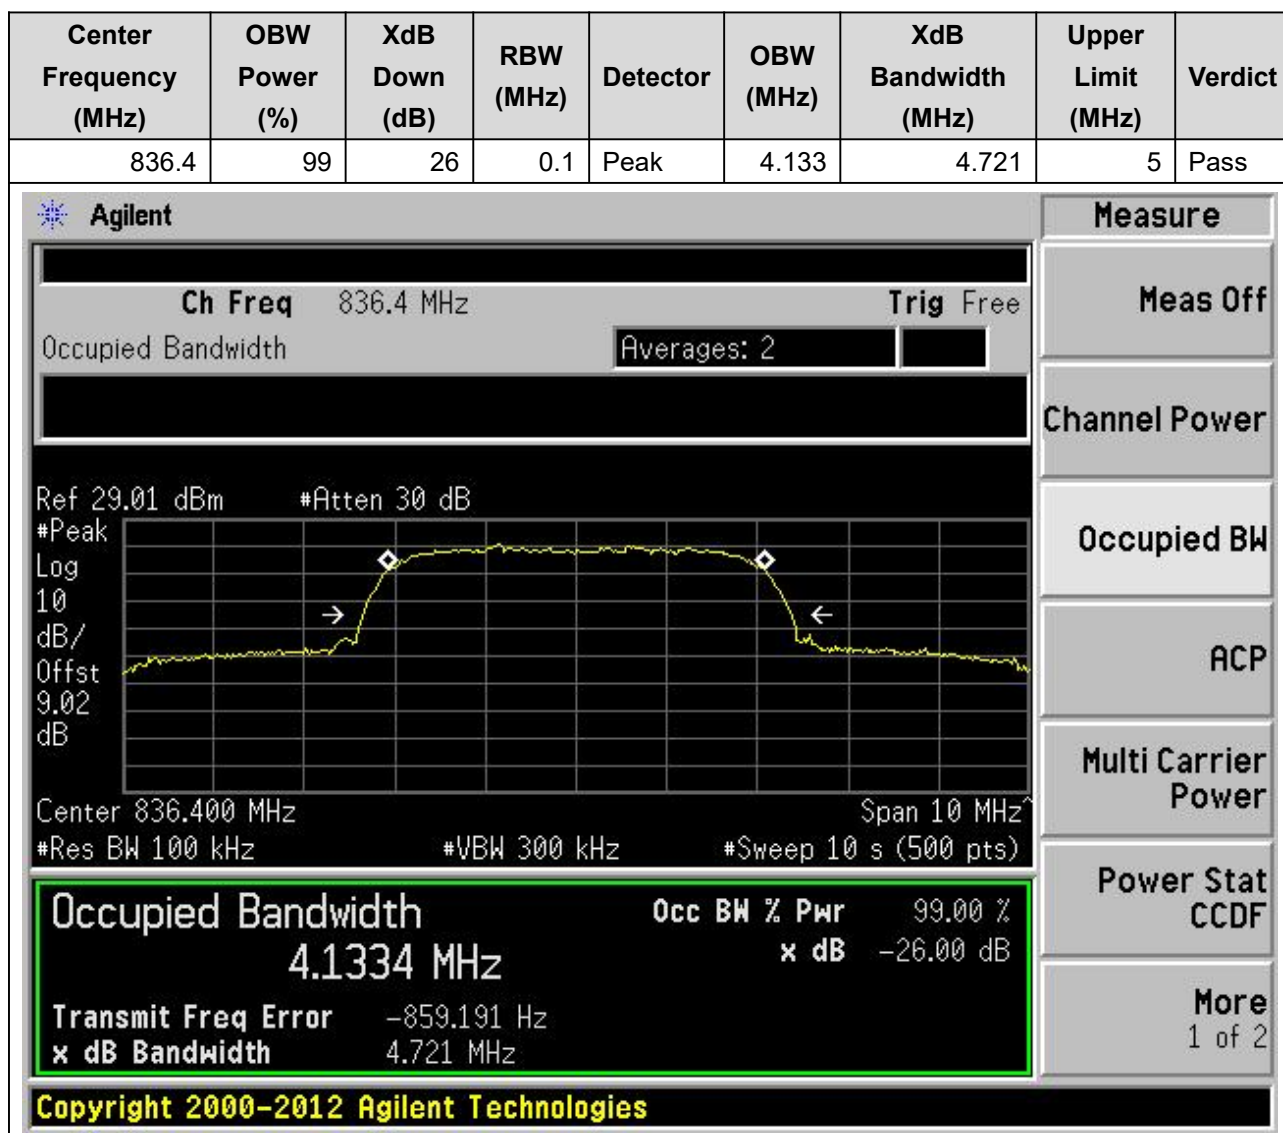 Center Frequency (MHz) OBW Power (%) XdB Down (dB) RBW (MHz) Detector OBW (MHz) XdB Bandwidth (MHz) Upper Limit (MHz) Verdict
836.4 99 26 0.1 Peak 4.133 4.721 5 Pass
Agilent
Ch Freq 836.4 MHz Trig Free
Occupied Bandwidth Averages: 2
Ref 29.01 dBm #Atten 30 dB
#Peak
Log
10
dB/
Offst
9.02
dB
Center 836.400 MHz Span 10 MHz^
#Res BW 100 kHz #VBW 300 kHz #Sweep 10 s (500 pts)
Occupied Bandwidth Occ BW % Pwr 99.00 %
4.1334 MHz x dB -26.00 dB
Transmit Freq Error -859.191 Hz
x dB Bandwidth 4.721 MHz
Copyright 2000-2012 Agilent Technologies
Measure
Meas Off
Channel Power
Occupied BW
ACP
Multi Carrier
Power
Power Stat
CCDF
More
1 of 2